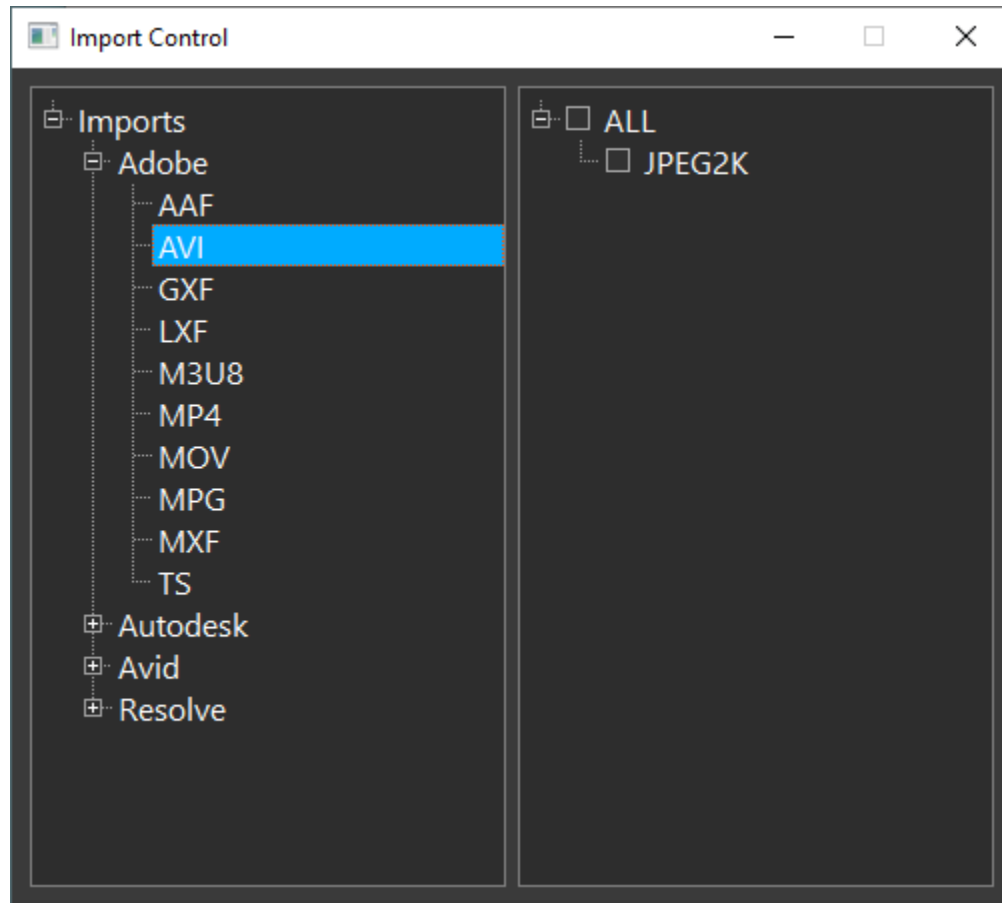 Import Control
Imports
Adobe
AAF
AVI
GXF
LXF
M3U8
MP4
MOV
MPG
MXF
TS
Autodesk
Avid
Resolve
ALL
JPEG2K